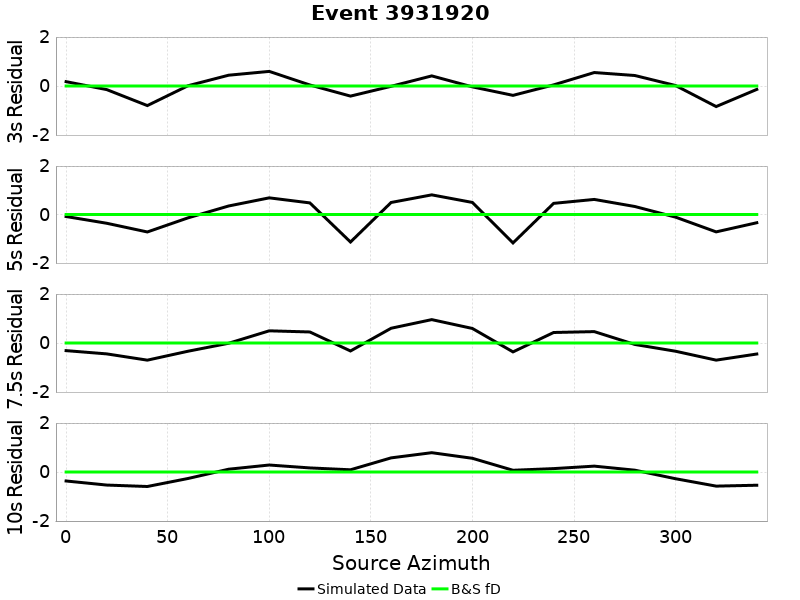 Event 3931920
3s Residual
2
0
-2
5s Residual
2
0
-2
7.5s Residual
2
0
-2
10s Residual
2
0
-2
0 50 100 150 200 250 300
Source Azimuth
Simulated Data B&S fD